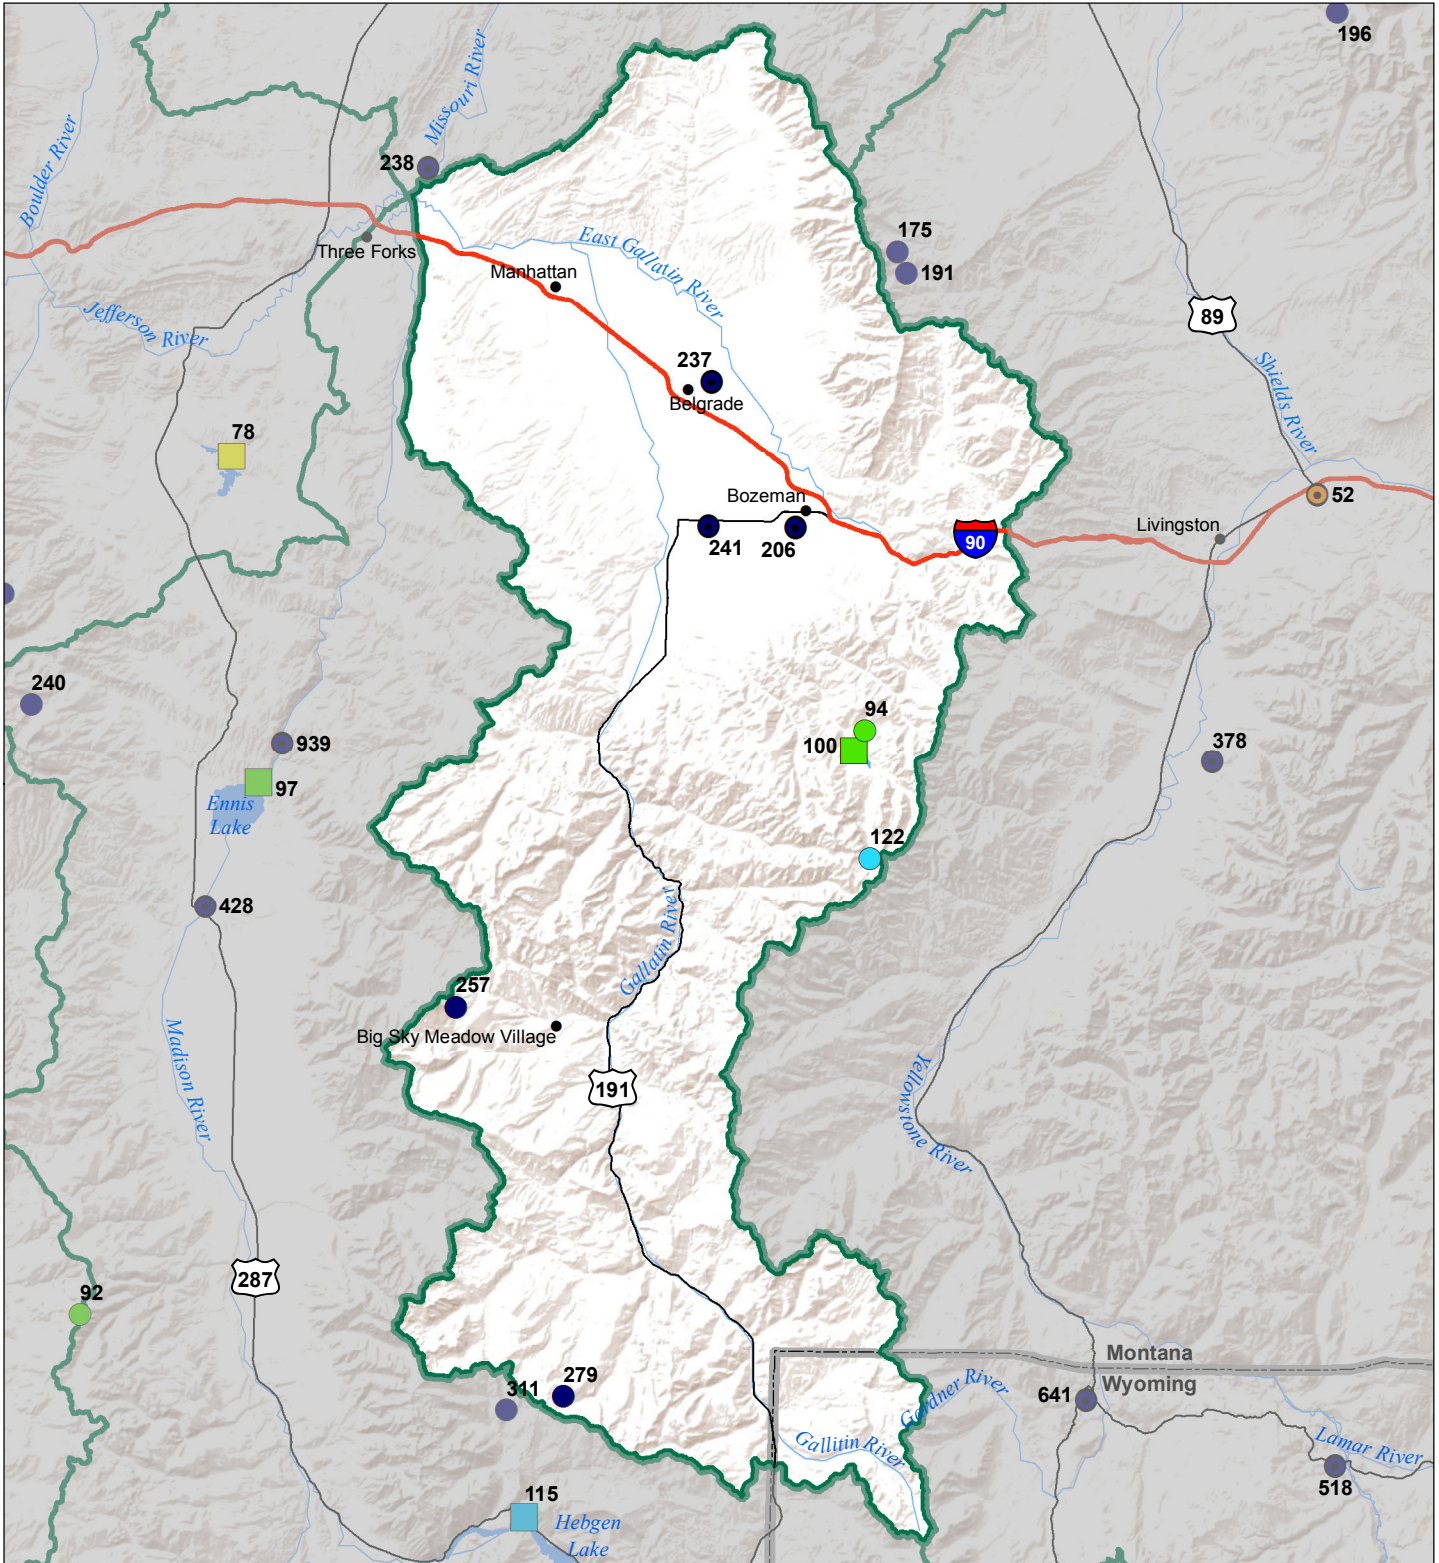 196
Missouri River
Boulder River
238
175
191
Three Forks
East Gallatin River
Manhattan
89
Jefferson River
237
Belgrade
Shields River
78
Bozeman
52
241
206
90
Livingston
240
94
939
100
378
97
Ennis
Lake
122
428
Gallatin River
257
Big Sky Meadow Village
Madison River
Yellowstone River
191
287
92
Montana
Wyoming
279
311
641
Gardner River
Gallitin River
Lamar River
518
115
Hebgen
Lake